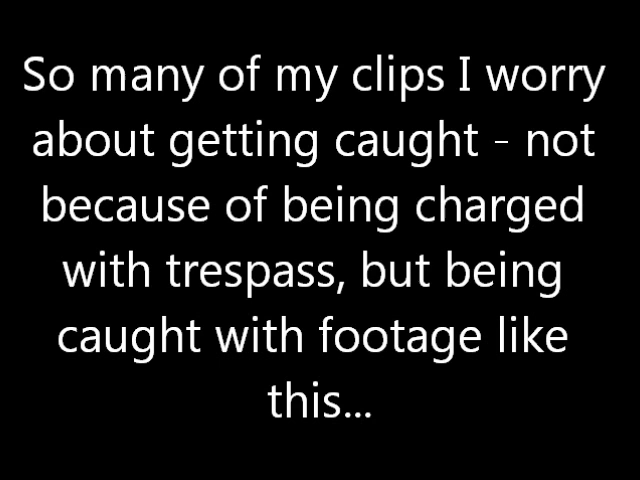 So many of my clips I worry
about getting caught - not
because of being charged
with trespass, but being
caught with footage like
this...